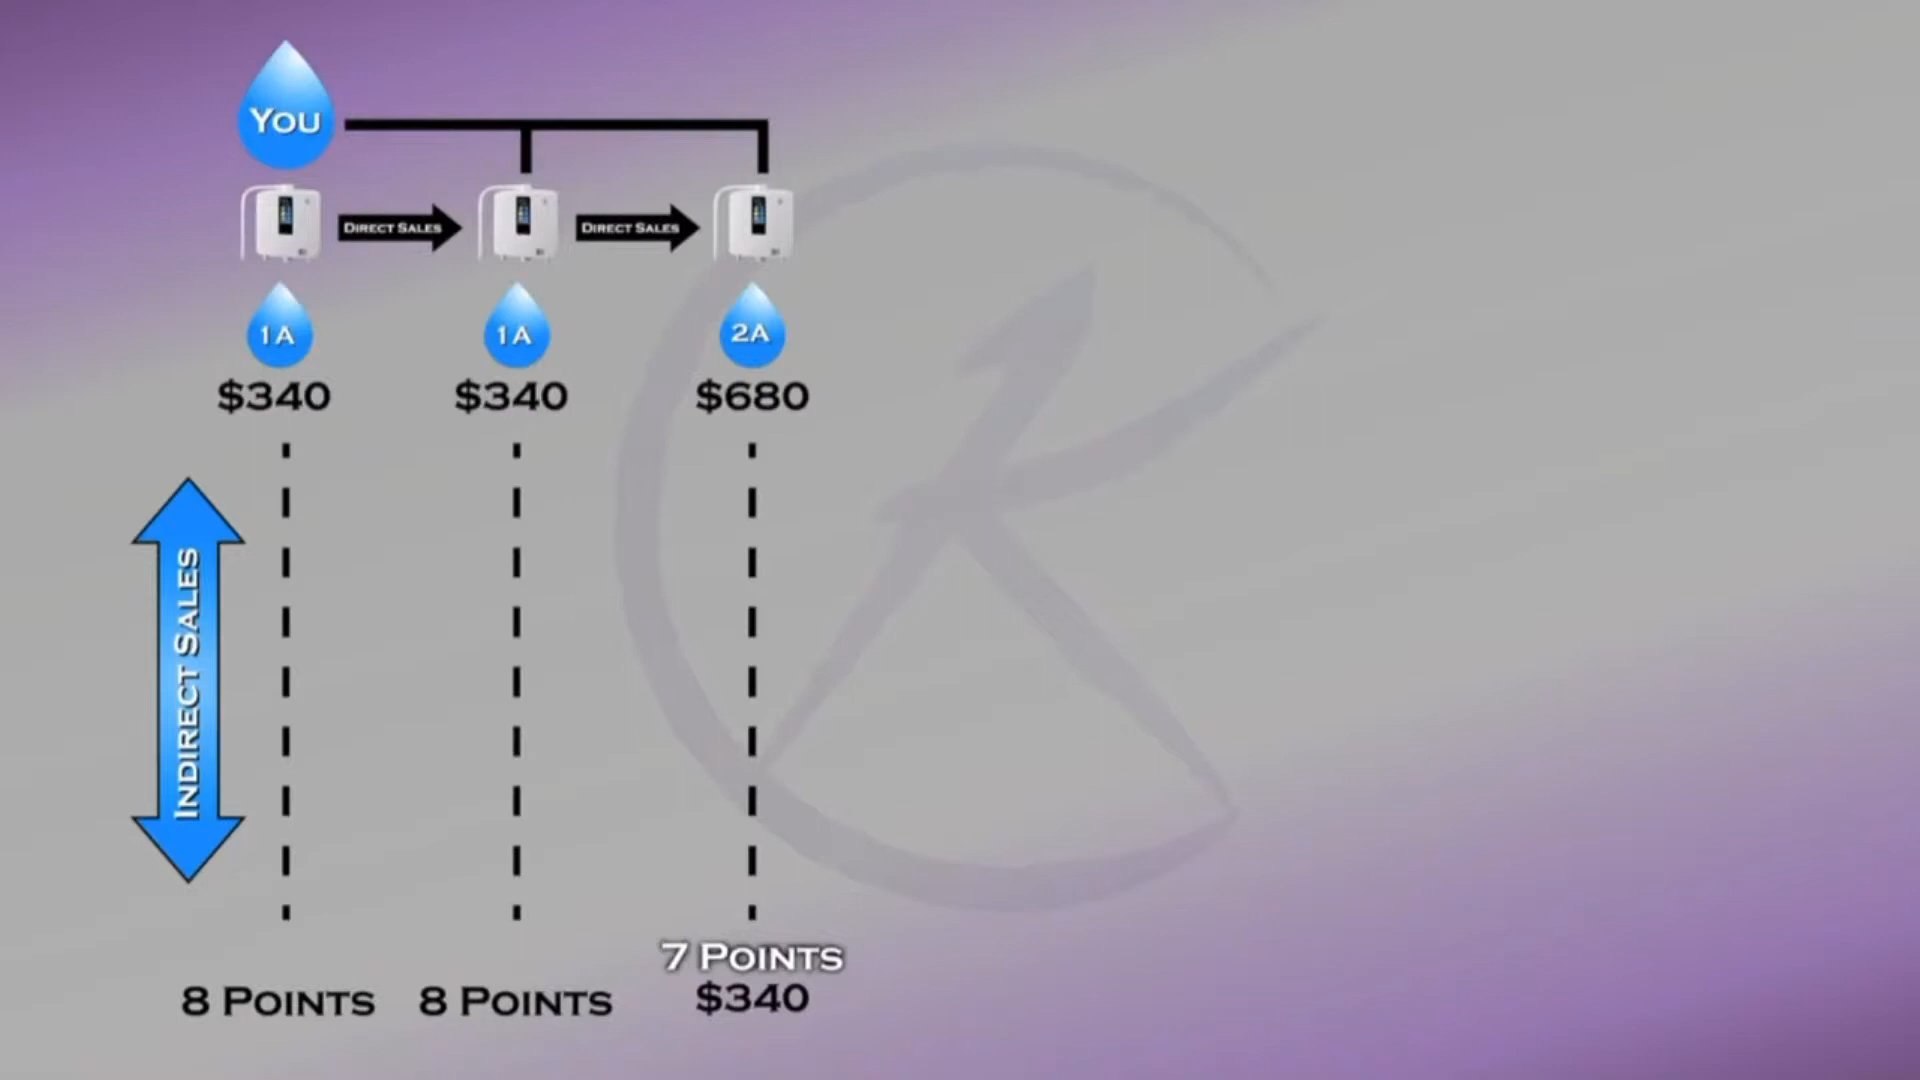 YOU
DIRECT SALES
DIRECT SALES
1A
1A
2A
$340
$340
$680
INDIRECT SALES
7 POINTS
8 POINTS
8 POINTS
$340